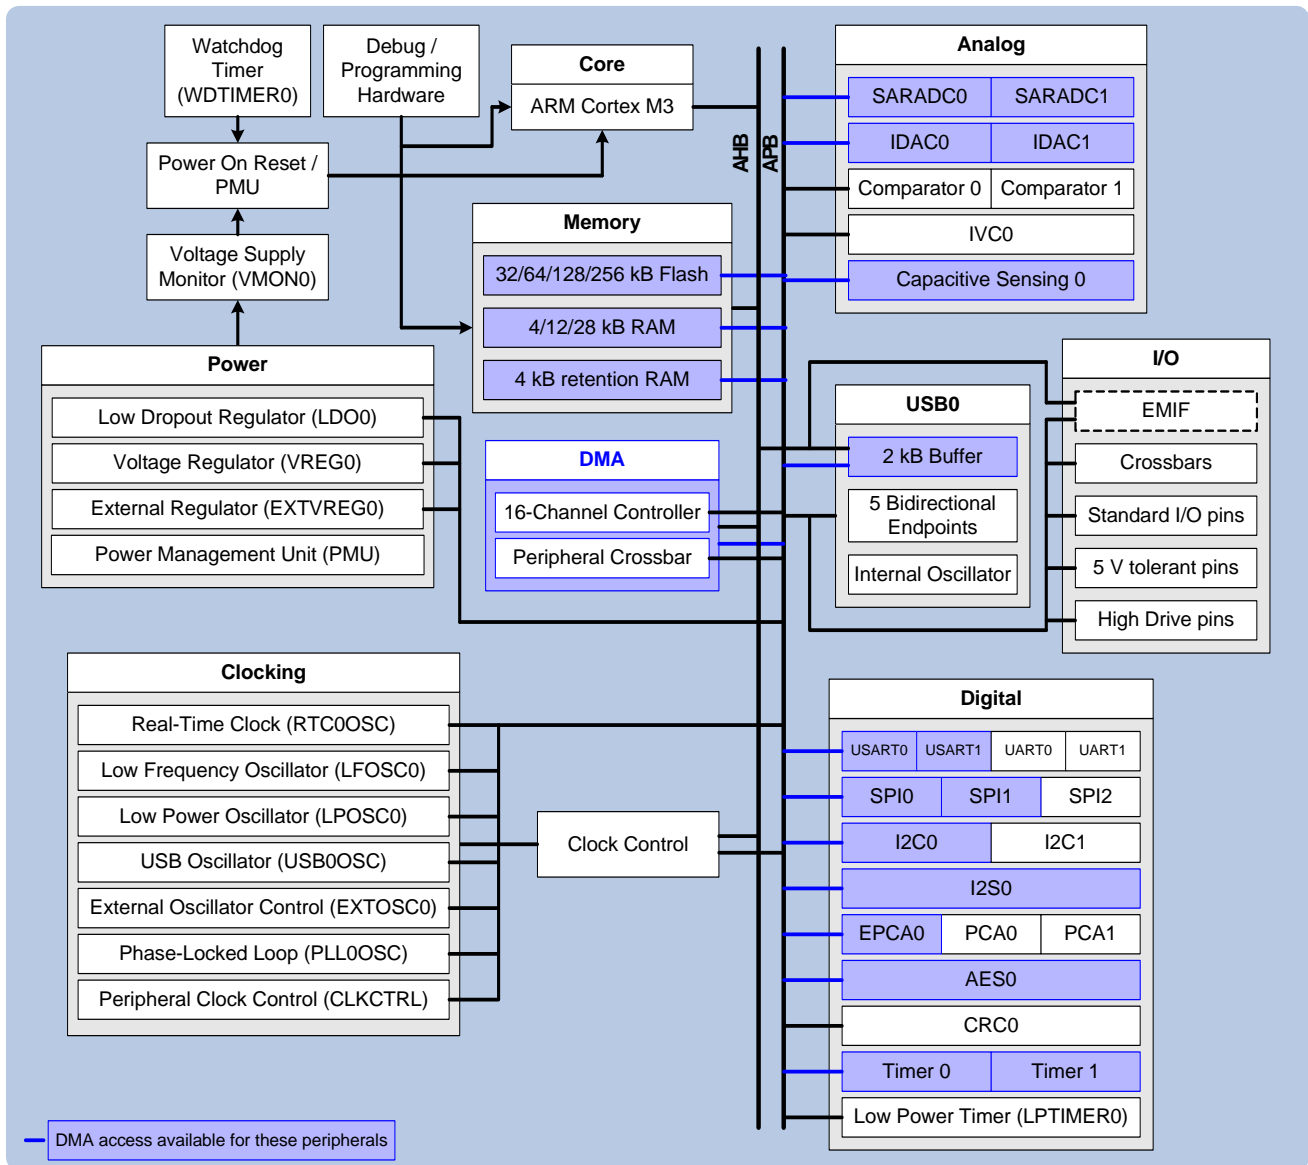 Watchdog
Timer
(WDTIMER0)
Debug /
Programming
Hardware
Core
ARM Cortex M3
Power On Reset /
PMU
Voltage Supply
Monitor (VMON0)
AHB
APB
Analog
SARADC0
SARADC1
IDAC0
IDAC1
Comparator 0
Comparator 1
IVC0
Capacitive Sensing 0
Memory
32/64/128/256 kB Flash
4/12/28 kB RAM
4 kB retention RAM
Power
Low Dropout Regulator (LDO0)
Voltage Regulator (VREG0)
External Regulator (EXTVREG0)
Power Management Unit (PMU)
DMA
16-Channel Controller
Peripheral Crossbar
USB0
2 kB Buffer
5 Bidirectional
Endpoints
Internal Oscillator
I/O
EMIF
Crossbars
Standard I/O pins
5 V tolerant pins
High Drive pins
Clocking
Real-Time Clock (RTC0OSC)
Low Frequency Oscillator (LFOSC0)
Low Power Oscillator (LPOSC0)
USB Oscillator (USB0OSC)
External Oscillator Control (EXTOSC0)
Phase-Locked Loop (PLL0OSC)
Peripheral Clock Control (CLKCTRL)
Clock Control
Digital
USART0
USART1
UART0
UART1
SPI0
SPI1
SPI2
I2C0
I2C1
I2S0
EPCA0
PCA0
PCA1
AES0
CRC0
Timer 0
Timer 1
Low Power Timer (LPTIMER0)
DMA access available for these peripherals